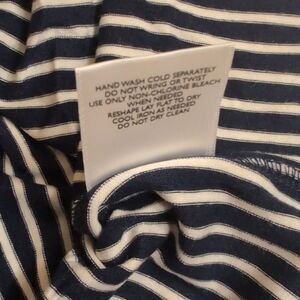 HAND WASH COLD SEPARATELY
DO NOT WRING OR TWIST
USE ONLY NON-CHLORINE BLEACH
WHEN NEEDED
RESHAPE LAY FLAT TO DRY
COOL IRON AS NEEDED
DO NOT DRY CLEAN